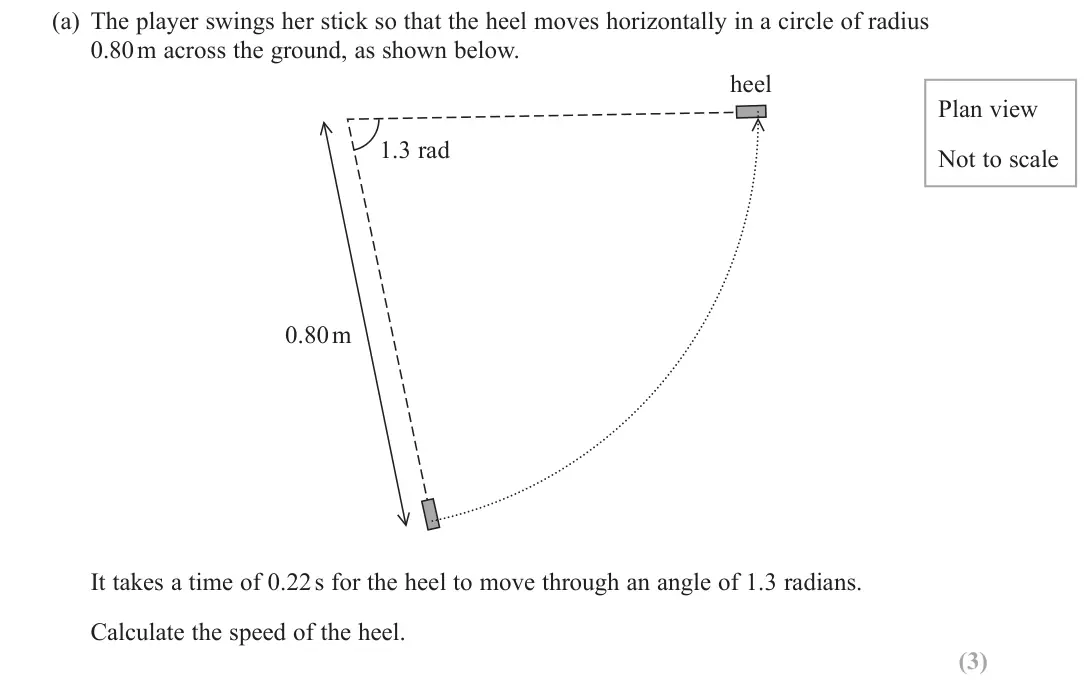 (a) The player swings her stick so that the heel moves horizontally in a circle of radius
0.80 m across the ground, as shown below.
heel
Plan view
1.3 rad
Not to scale
0.80 m
It takes a time of 0.22 s for the heel to move through an angle of 1.3 radians.
Calculate the speed of the heel.
(3)